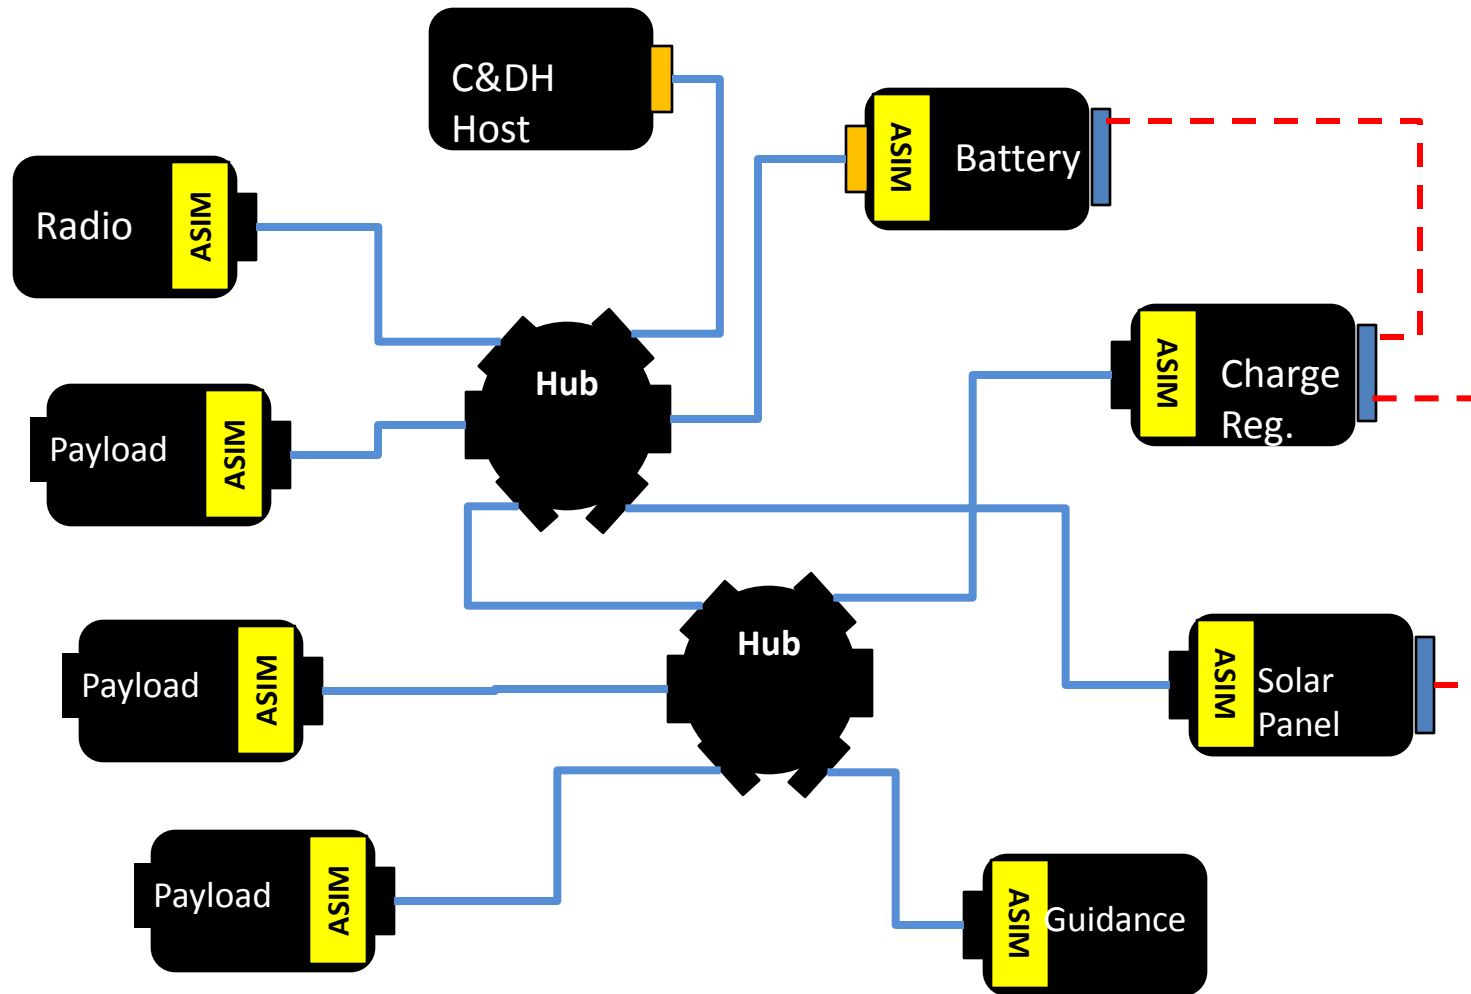 C&DH
Host
ASIM
Battery
Radio
ASIM
Hub
ASIM
Charge
Reg.
Payload
ASIM
Hub
Payload
ASIM
ASIM
Solar
Panel
Payload
ASIM
ASIM
Guidance